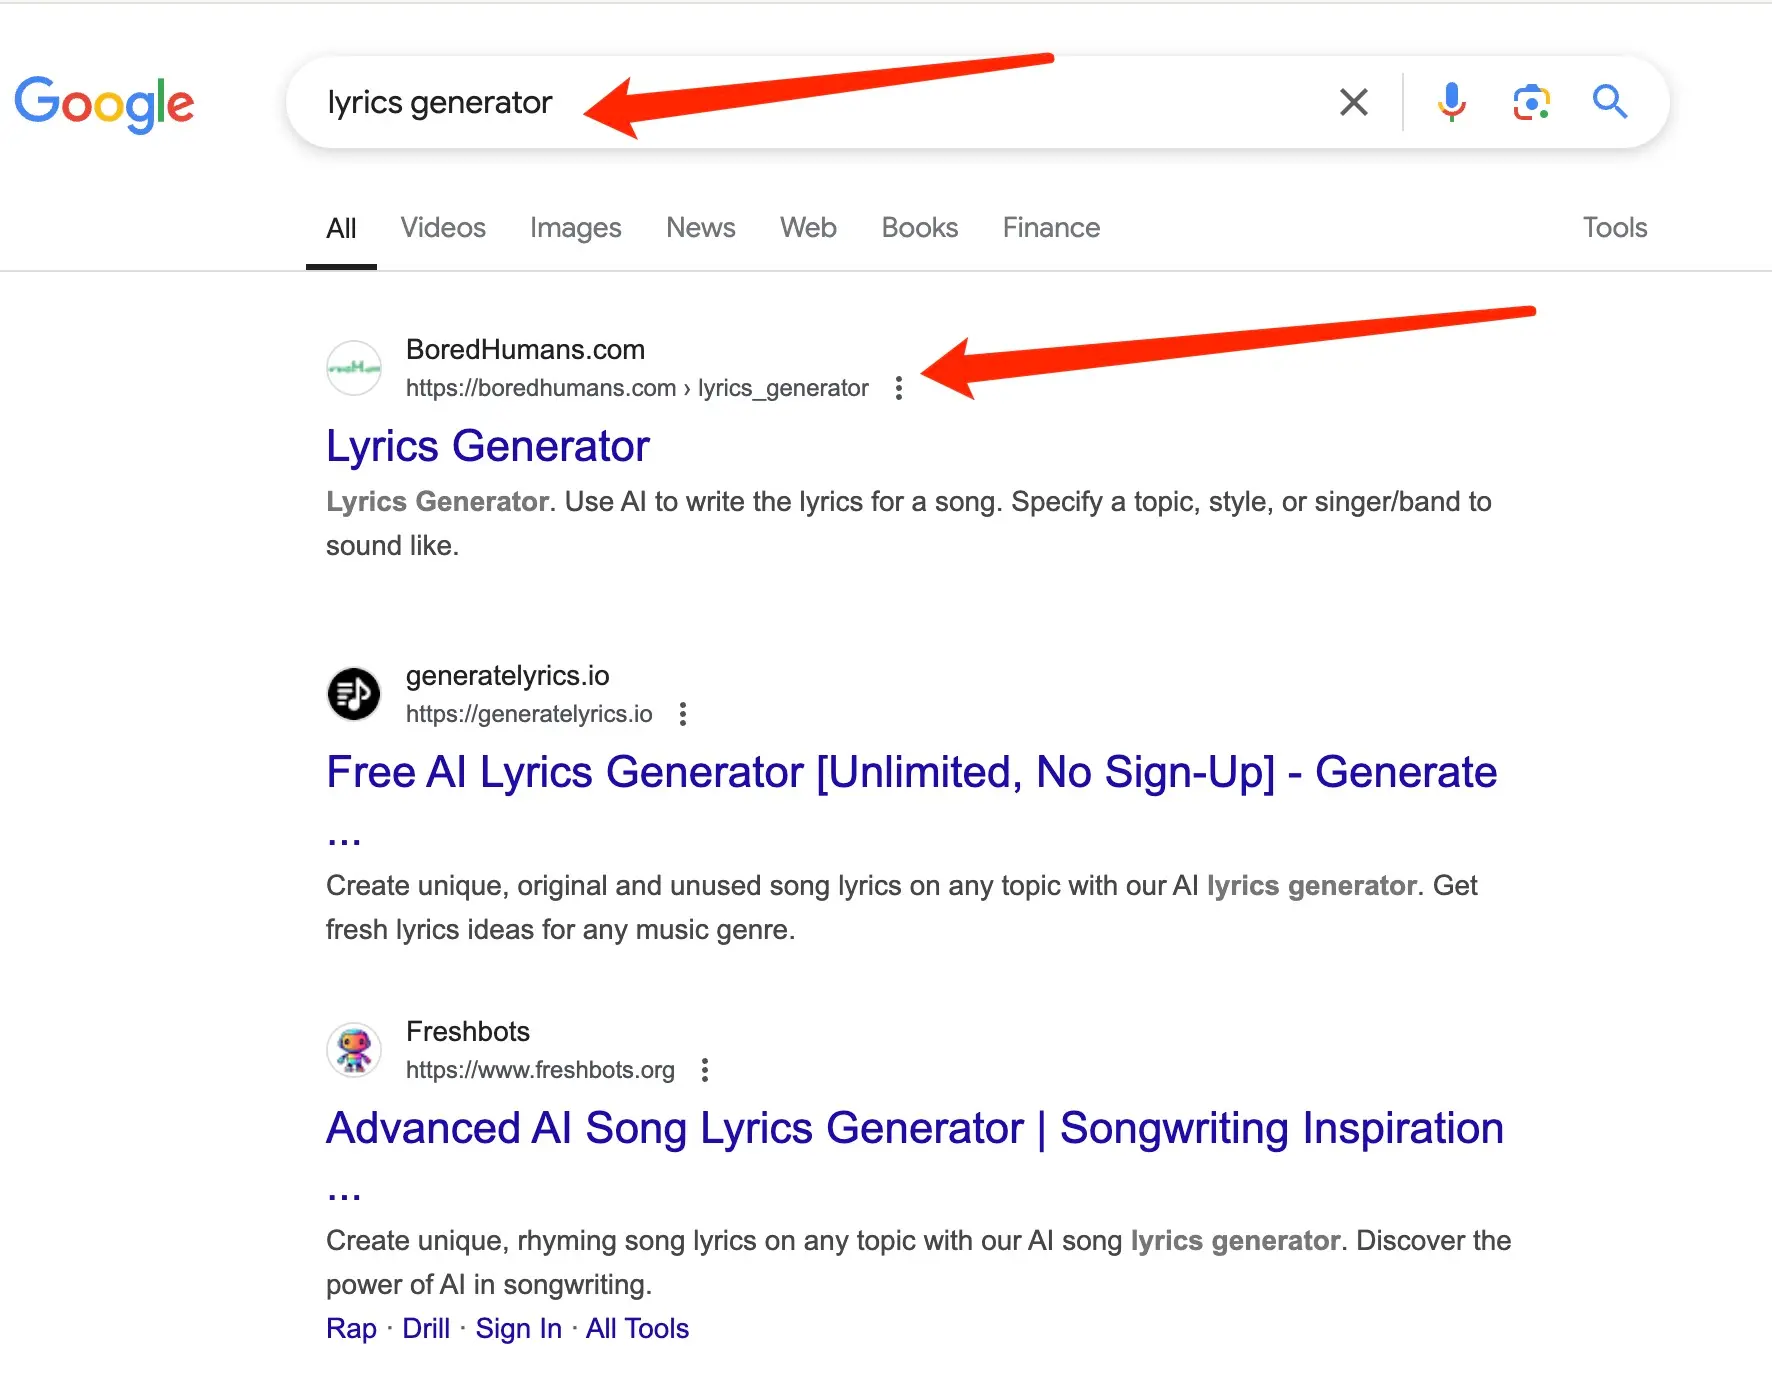 Google
lyrics generator
All Videos Images News Web Books Finance Tools
BoredHumans.com
https://boredhumans.com › lyrics_generator
Lyrics Generator
Lyrics Generator. Use AI to write the lyrics for a song. Specify a topic, style, or singer/band to
sound like.
generatelyrics.io
https://generatelyrics.io
Free AI Lyrics Generator [Unlimited, No Sign-Up] - Generate
...
Create unique, original and unused song lyrics on any topic with our AI lyrics generator. Get
fresh lyrics ideas for any music genre.
Freshbots
https://www.freshbots.org
Advanced AI Song Lyrics Generator | Songwriting Inspiration
...
Create unique, rhyming song lyrics on any topic with our AI song lyrics generator. Discover the
power of AI in songwriting.
Rap · Drill · Sign In · All Tools